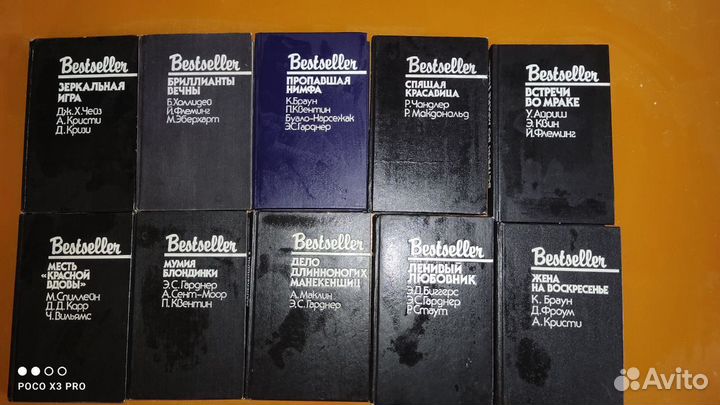 Bestseller
ЗЕРКАЛЬНАЯ
ИГРА
Дж.Х.Чейз
А.Кристи
Д.Кризи
Bestseller
БРИЛЛИАНТЫ
ВЕЧНЫ
Б.Холлидей
Й.Флеминг
М.Эберхарт
Bestseller
ПРОПАВШАЯ
НИМФА
К.Браун
П.Квентин
Буало-Нарсежак
Э.С.Гарднер
Bestseller
СПЯЩАЯ
КРАСАВИЦА
Р.Чандлер
Р.Макдональд
Bestseller
ВСТРЕЧИ
ВО МРАКЕ
У.Айриш
Э.Квин
Й.Флеминг
Bestseller
МЕСТЬ
«КРАСНОЙ
ВДОВЫ»
М.Спиллейн
Д.Д.Карр
Ч.Вильямс
Bestseller
МУМИЯ
БЛОНДИНКИ
Э.С.Гарднер
А.Сент-Моор
П.Квентин
Bestseller
ДЕЛО
ДЛИННОНОГИХ
МАНЕКЕНЩИЦ
А.Маклин
Э.С.Гарднер
Bestseller
ЛЕНИВЫЙ
ЛЮБОВНИК
Э.Д.Биггерс
Э.С.Гарднер
Р.Стаут
Bestseller
ЖЕНА
НА ВОСКРЕСЕНЬЕ
К. Браун
Д.Фроум
А.Кристи
POCO X3 PRO
Avito